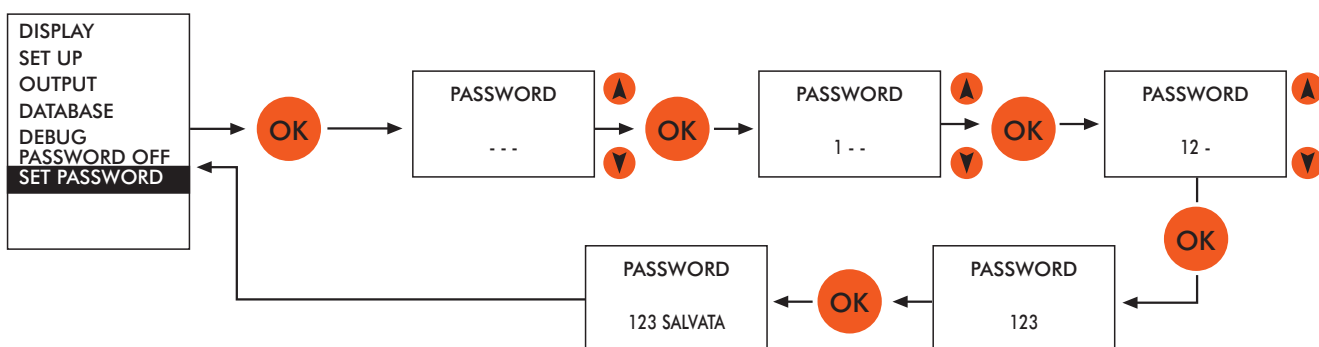 DISPLAY
SET UP
OUTPUT
DATABASE
DEBUG
PASSWORD OFF
SET PASSWORD
OK
PASSWORD
- - -
OK
PASSWORD
1 - -
OK
PASSWORD
12 -
OK
PASSWORD
123
OK
PASSWORD
123 SALVATA